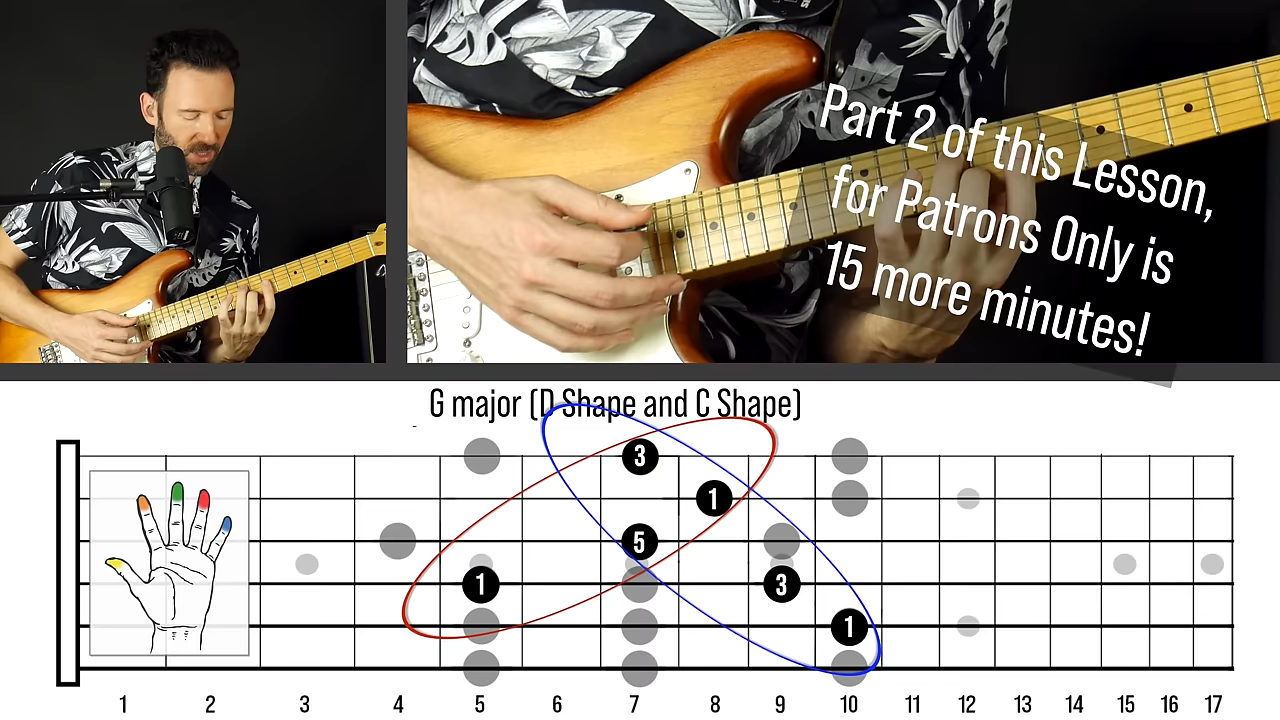 Part 2 of this Lesson,
for Patrons Only is
15 more minutes!
G major (D Shape and C Shape)
3
1
5
1
3
1
1 2 3 4 5 6 7 8 9 10 11 12 13 14 15 16 17